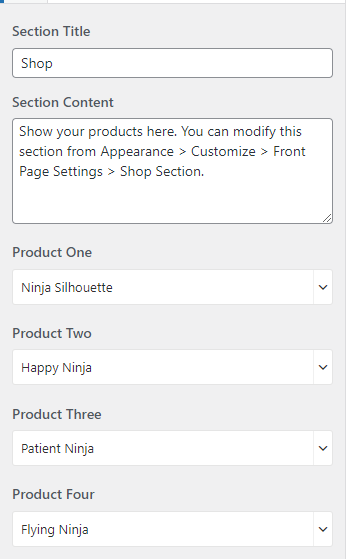 Section Title
Shop
Section Content
Show your products here. You can modify this
section from Appearance > Customize > Front
Page Settings > Shop Section.
Product One
Ninja Silhouette
Product Two
Happy Ninja
Product Three
Patient Ninja
Product Four
Flying Ninja